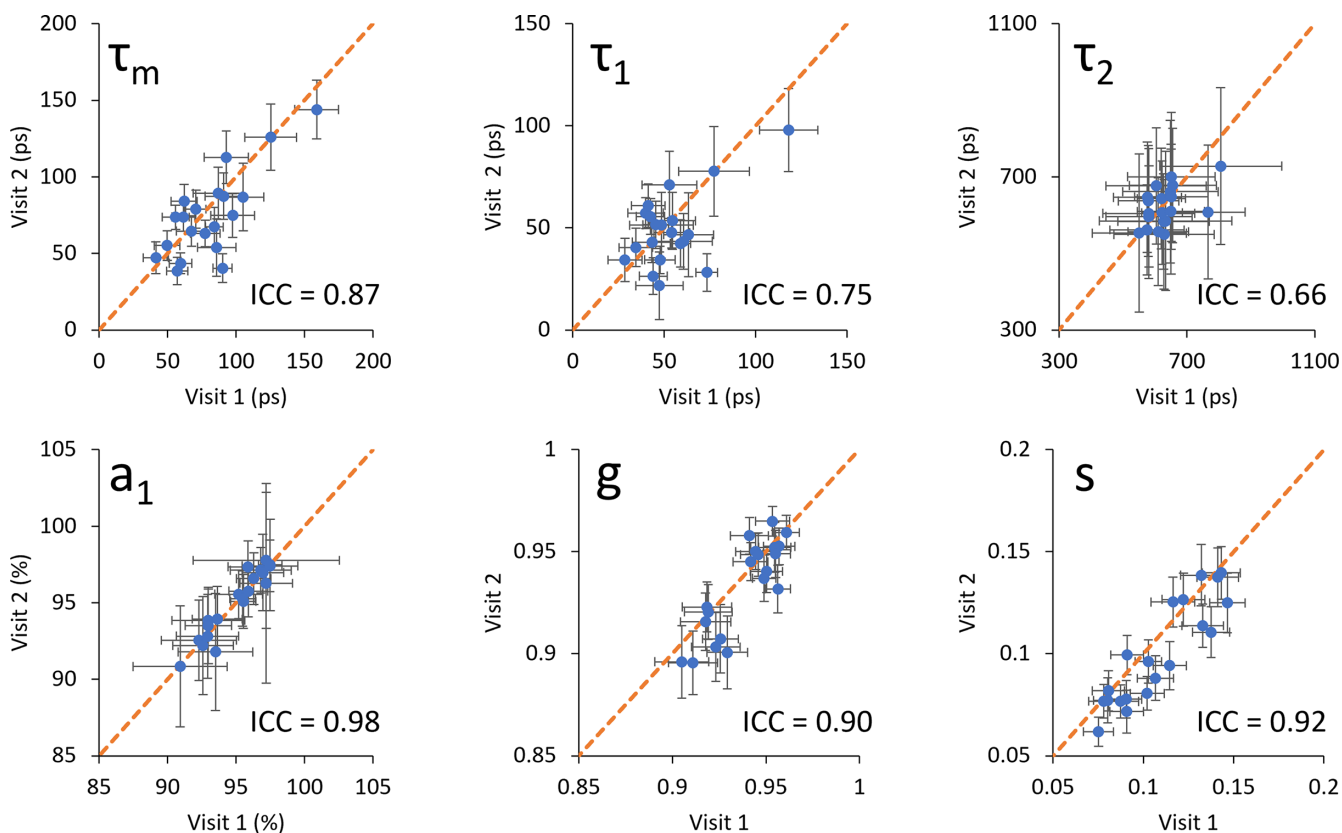 τm
200
150
100
50
0
Visit 2 (ps)
0 50 100 150 200
Visit 1 (ps)
ICC = 0.87
τ1
150
100
50
0
Visit 2 (ps)
0 50 100 150
Visit 1 (ps)
ICC = 0.75
τ2
1100
700
300
Visit 2 (ps)
300 700 1100
Visit 1 (ps)
ICC = 0.66
a1
105
100
95
90
85
Visit 2 (%)
85 90 95 100 105
Visit 1 (%)
ICC = 0.98
g
1
0.95
0.9
0.85
Visit 2
0.85 0.9 0.95 1
Visit 1
ICC = 0.90
s
0.2
0.15
0.1
0.05
Visit 2
0.05 0.1 0.15 0.2
Visit 1
ICC = 0.92